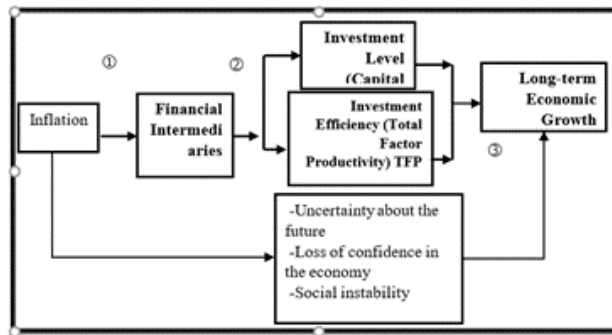 ①
②
③
Inflation
Financial
Intermedi
aries
Investment
Level
(Capital
Investment
Efficiency (Total
Factor
Productivity) TFP
Long-term
Economic
Growth
-Uncertainty about the
future
-Loss of confidence in
the economy
-Social instability